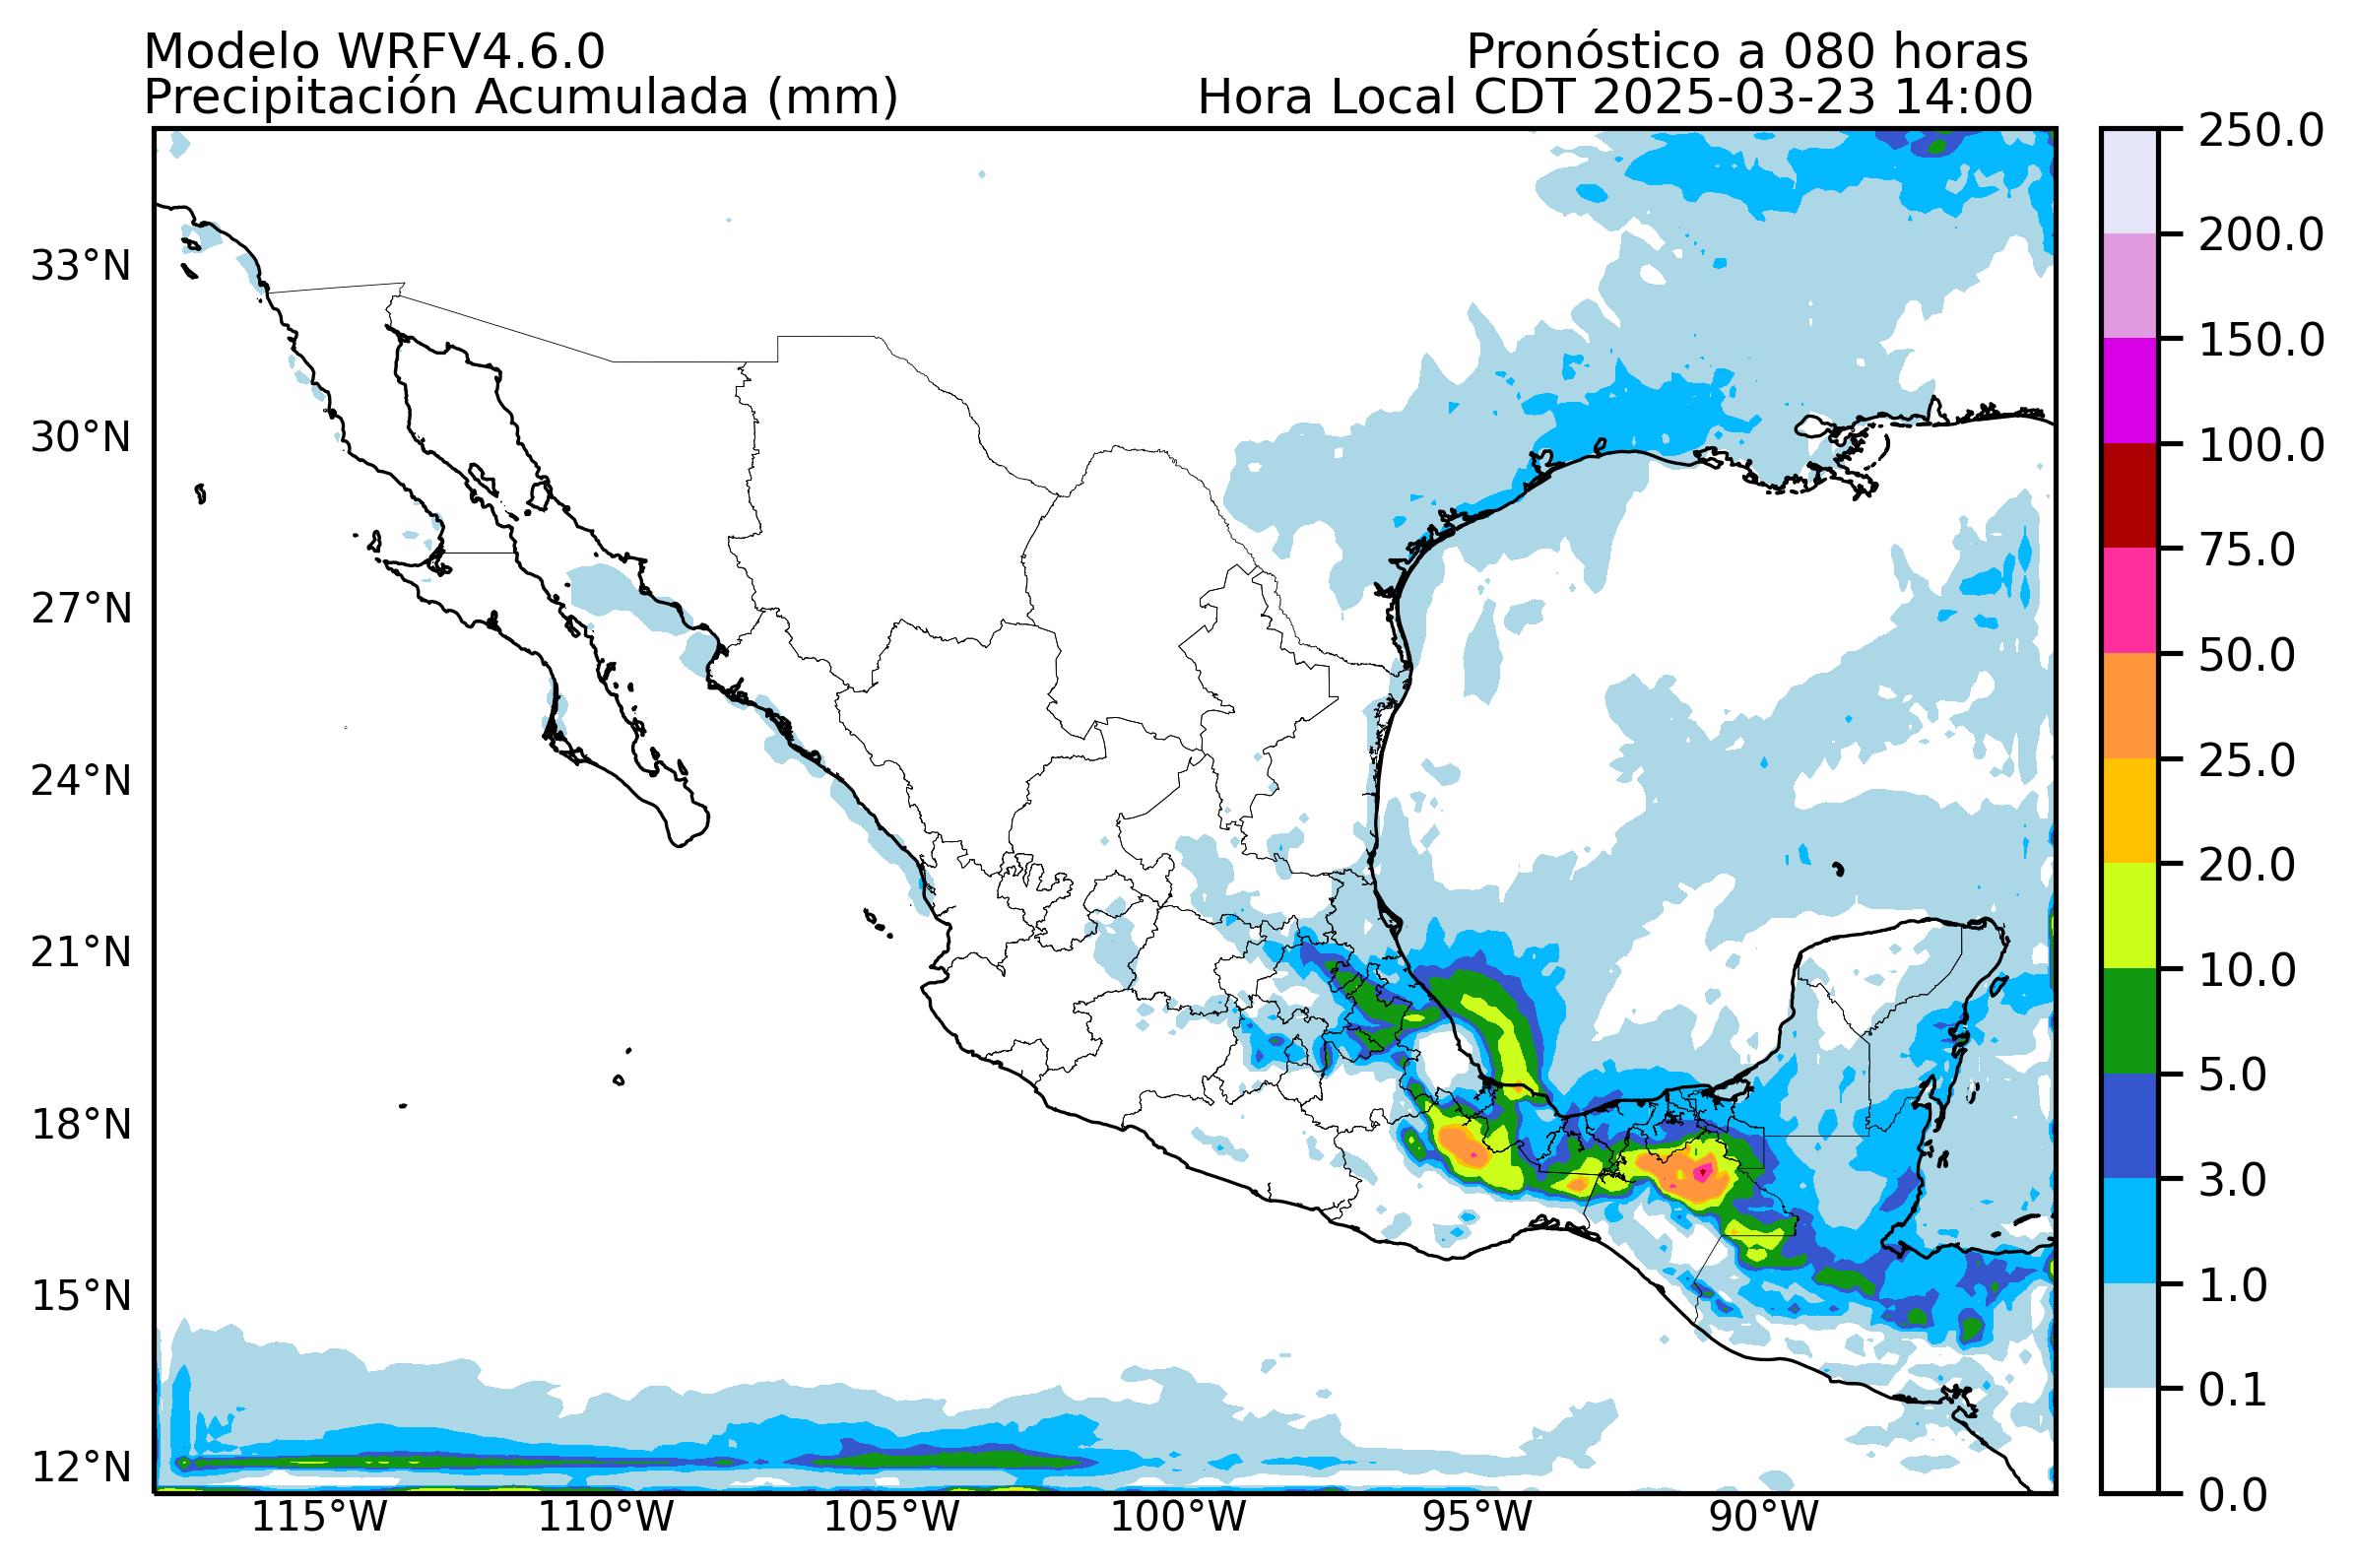 Modelo WRFV4.6.0
Pronóstico a 080 horas
Precipitación Acumulada (mm)
Hora Local CDT 2025-03-23 14:00
33°N
30°N
27°N
24°N
21°N
18°N
15°N
12°N
115°W
110°W
105°W
100°W
95°W
90°W
250.0
200.0
150.0
100.0
75.0
50.0
25.0
20.0
10.0
5.0
3.0
1.0
0.1
0.0